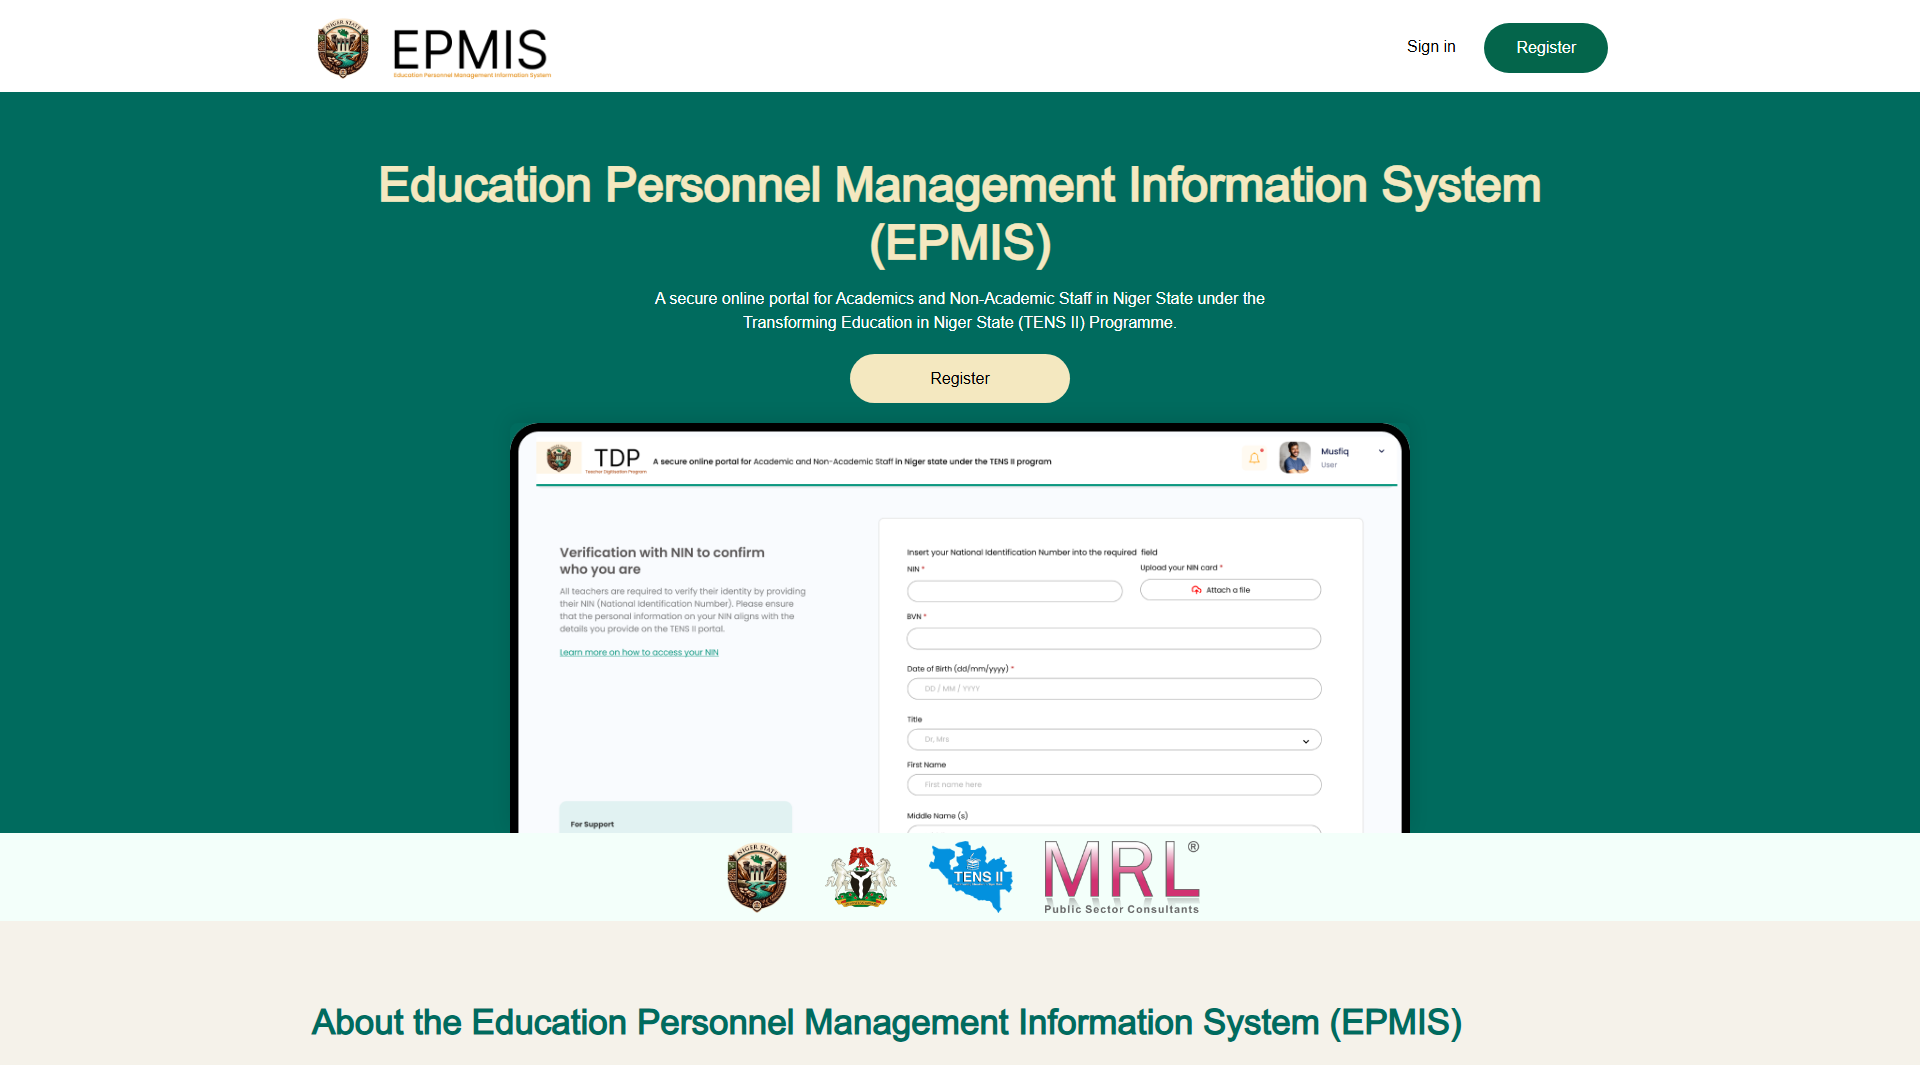 NIGER STATE
EPMIS
Education Personnel Management Information System
Sign in
Register
Education Personnel Management Information System
(EPMIS)
A secure online portal for Academics and Non-Academic Staff in Niger State under the
Transforming Education in Niger State (TENS II) Programme.
Register
TDP
Teacher Digitisation Program
A secure online portal for Academic and Non-Academic Staff in Niger state under the TENS II program
Musfiq
User
Verification with NIN to confirm
who you are
All teachers are required to verify their identity by providing
their NIN (National Identification Number). Please ensure
that the personal information on your NIN aligns with the
details you provide on the TENS II portal.
Learn more on how to access your NIN
For Support
Insert your National Identification Number into the required field
NIN *
Upload your NIN card *
Attach a file
BVN *
Date of Birth (dd/mm/yyyy) *
DD / MM / YYYY
Title
Dr, Mrs
First Name
First name here
Middle Name (s)
NIGER STATE
TENS II
MRL®
Public Sector Consultants
About the Education Personnel Management Information System (EPMIS)